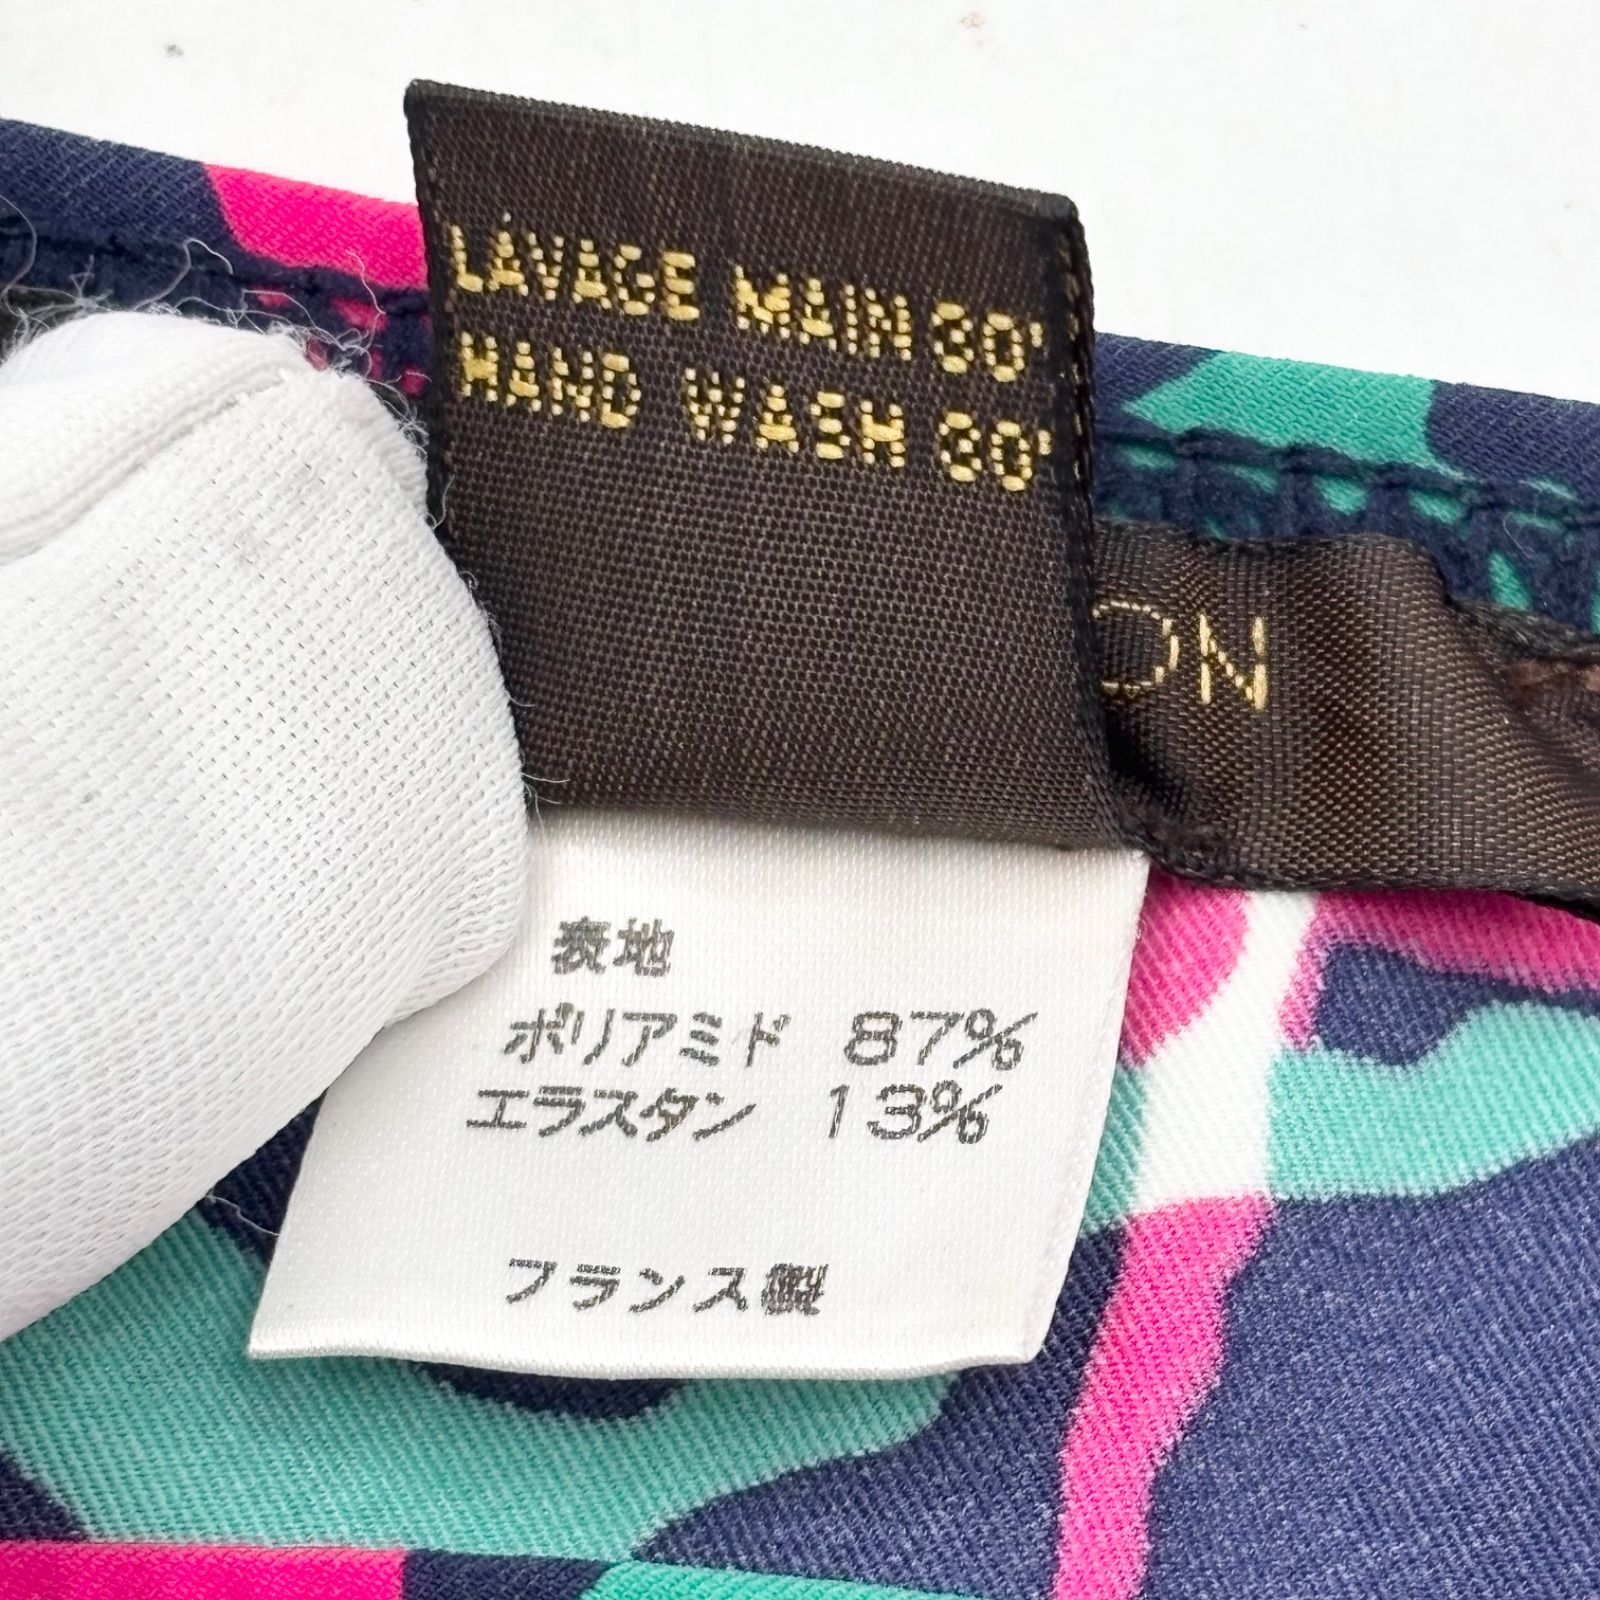 LAVAGE MAIN 30°
HAND WASH 30°
ON
表地
ポリアミド 87%
エラスタン 13%
フランス製